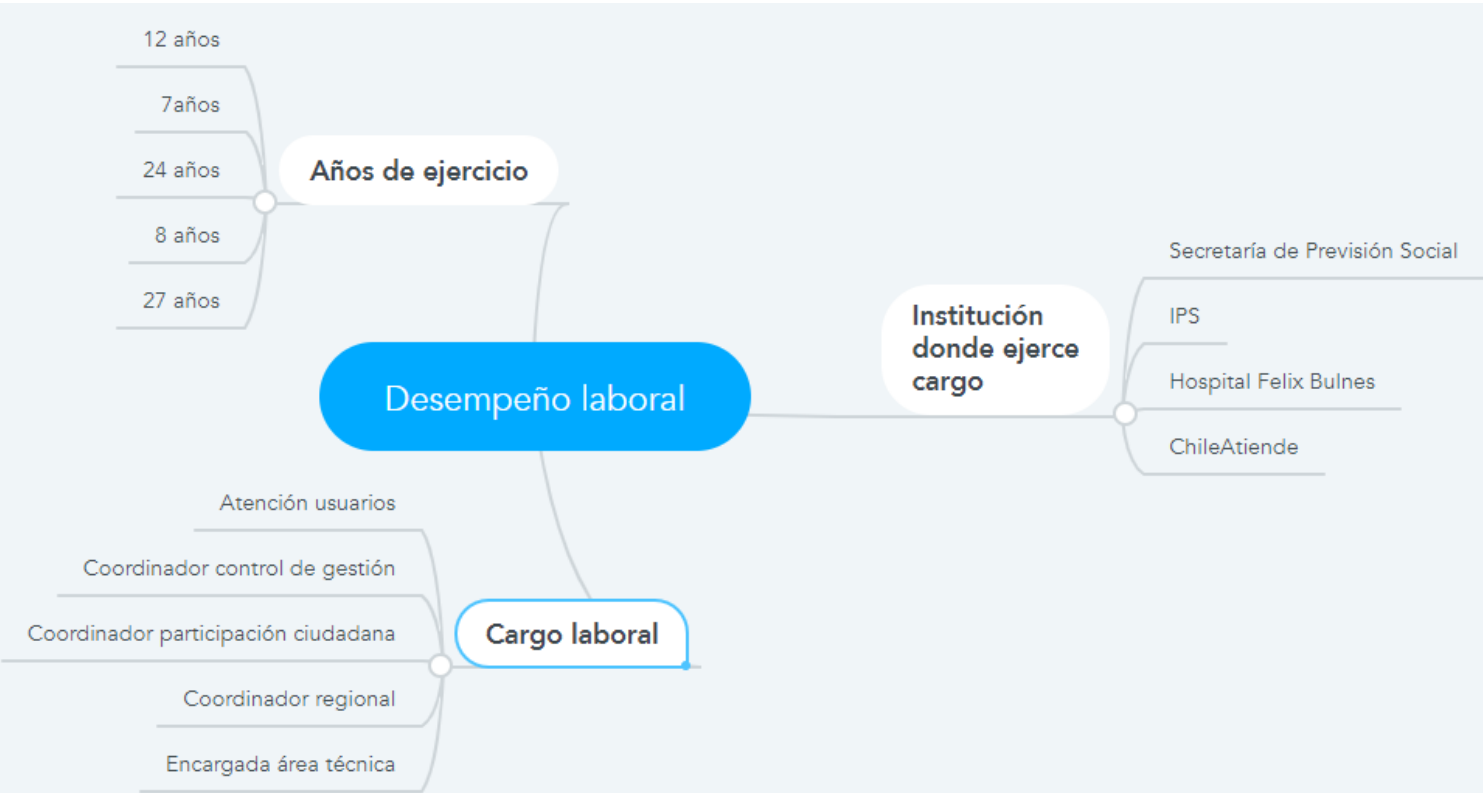 12 años
7años
24 años
8 años
27 años
Años de ejercicio
Desempeño laboral
Institución
donde ejerce
cargo
Secretaría de Previsión Social
IPS
Hospital Felix Bulnes
ChileAtiende
Atención usuarios
Coordinador control de gestión
Coordinador participación ciudadana
Coordinador regional
Encargada área técnica
Cargo laboral